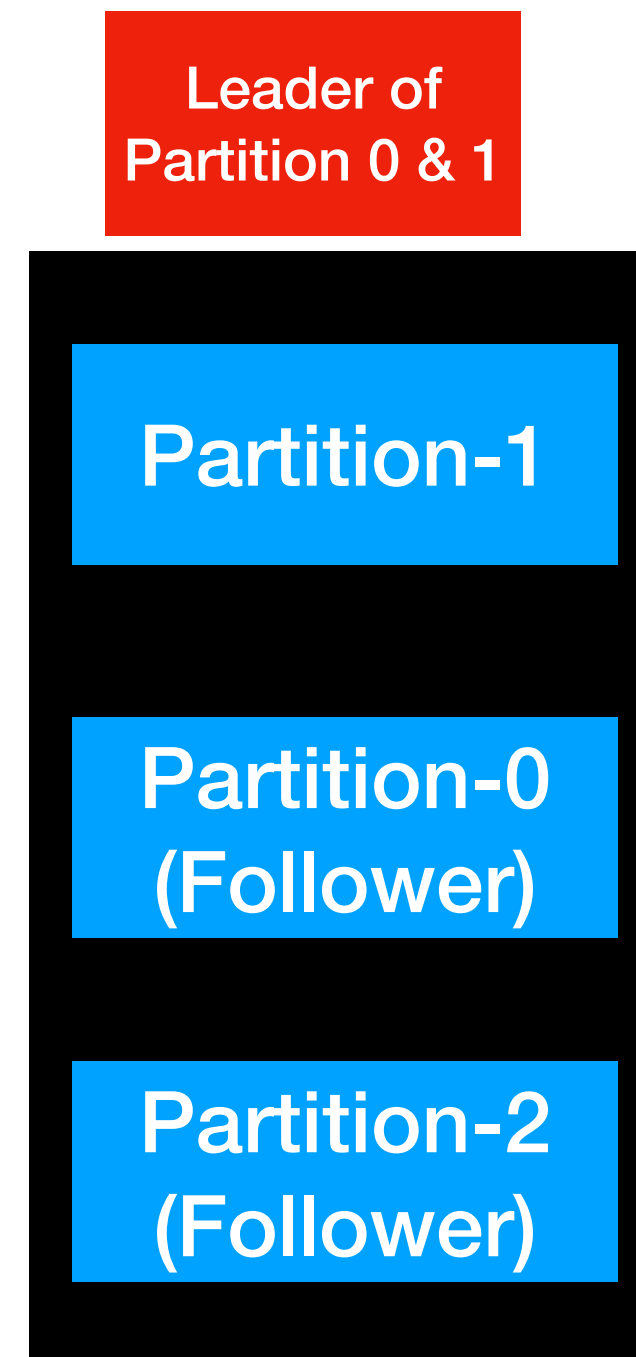 Leader of
Partition 0 & 1
Partition-1
Partition-0
(Follower)
Partition-2
(Follower)